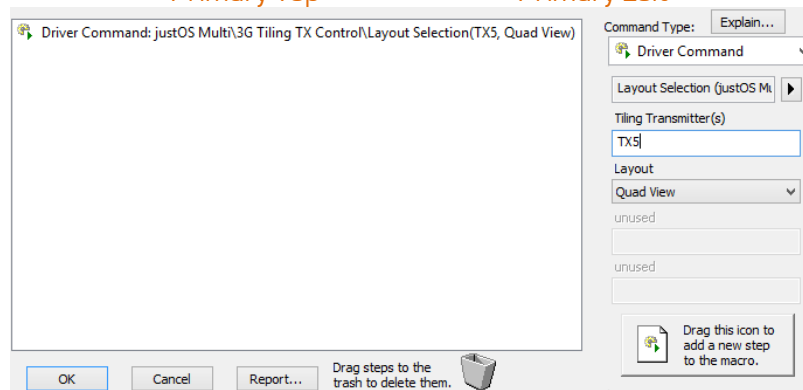 Driver Command: justOS Multi\3G Tiling TX Control\Layout Selection(TX5, Quad View)
Command Type:
Explain...
Driver Command
Layout Selection (justOS Mu
Tiling Transmitter(s)
TX5
Layout
Quad View
unused
unused
Drag this icon to
add a new step
to the macro.
OK
Cancel
Report...
Drag steps to the
trash to delete them.